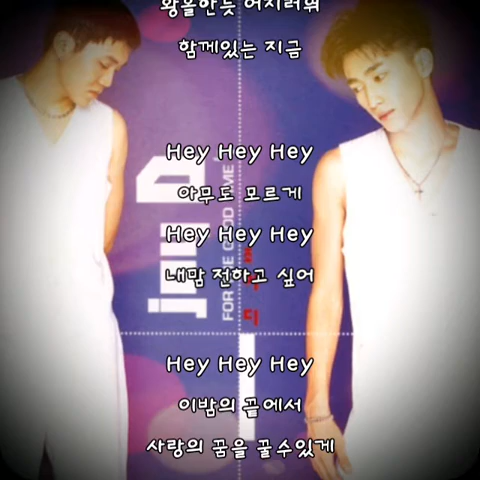 황홀한듯 어지러워
함께있는 지금
Hey Hey Hey
아무도 모르게
Hey Hey Hey
내맘 전하고 싶어
Hey Hey Hey
이밤의 끝에서
사랑의 꿈을 꿀수있게
jnu D
FOR